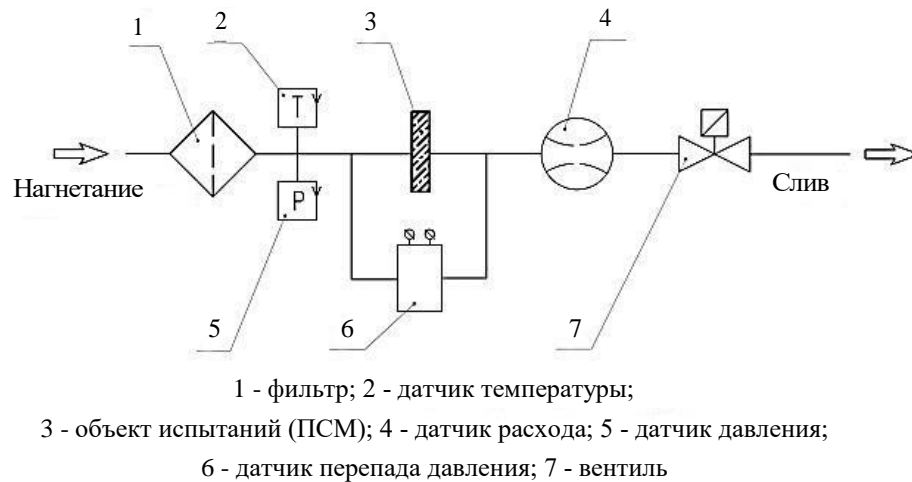 1 2 3 4
T
Нагнетание
P
Слив
5 6 7
1 - фильтр; 2 - датчик температуры;
3 - объект испытаний (ПСМ); 4 - датчик расхода; 5 - датчик давления;
6 - датчик перепада давления; 7 - вентиль